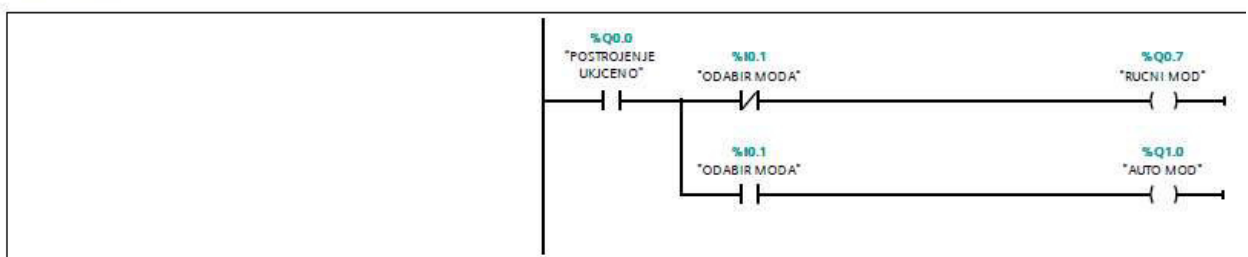 %Q0.0
"POSTROJENJE
UKJCENO"
%I0.1
"ODABIR MODA"
%Q0.7
"RUCNI MOD"
%I0.1
"ODABIR MODA"
%Q1.0
"AUTO MOD"